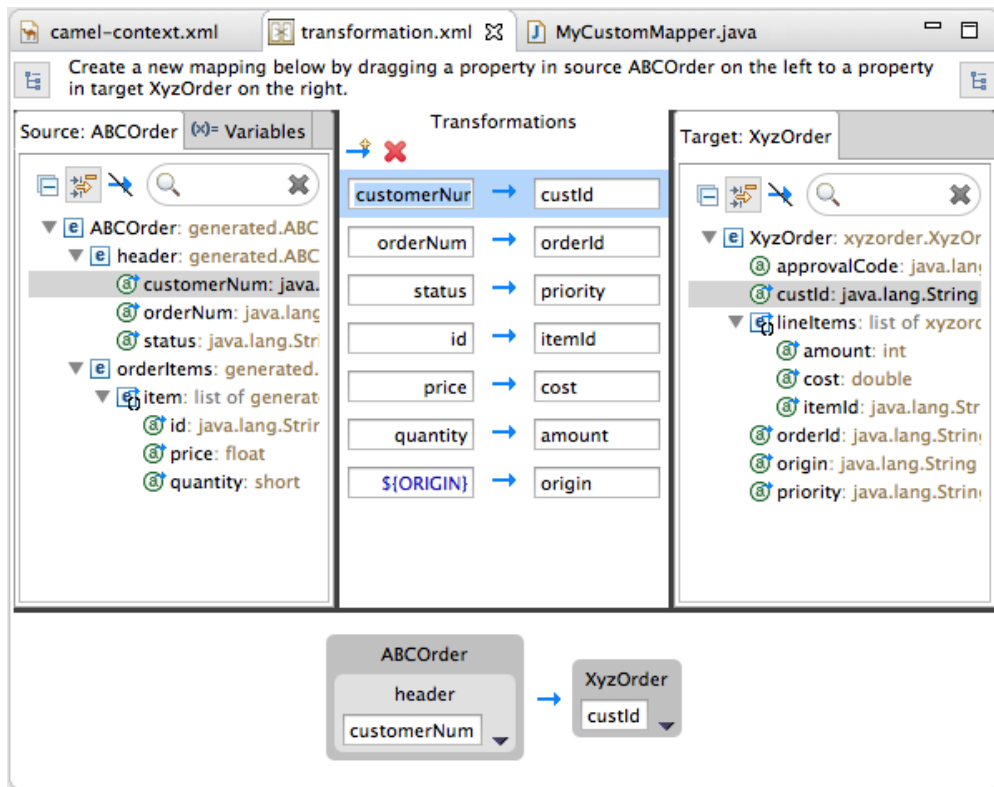 camel-context.xml
transformation.xml
MyCustomMapper.java
Create a new mapping below by dragging a property in source ABCOrder on the left to a property
in target XyzOrder on the right.
Source: ABCOrder
(x)= Variables
ABCOrder: generated.ABC
header: generated.ABC
customerNum: java.
orderNum: java.lang
status: java.lang.Stri
orderItems: generated.
item: list of generat
id: java.lang.Strin
price: float
quantity: short
Transformations
customerNur → custId
orderNum → orderId
status → priority
id → itemId
price → cost
quantity → amount
${ORIGIN} → origin
Target: XyzOrder
XyzOrder: xyzorder.XyzOr
approvalCode: java.lang
custId: java.lang.String
lineItems: list of xyzorc
amount: int
cost: double
itemId: java.lang.Str
orderId: java.lang.String
origin: java.lang.String
priority: java.lang.String
ABCOrder
header
customerNum
XyzOrder
custId